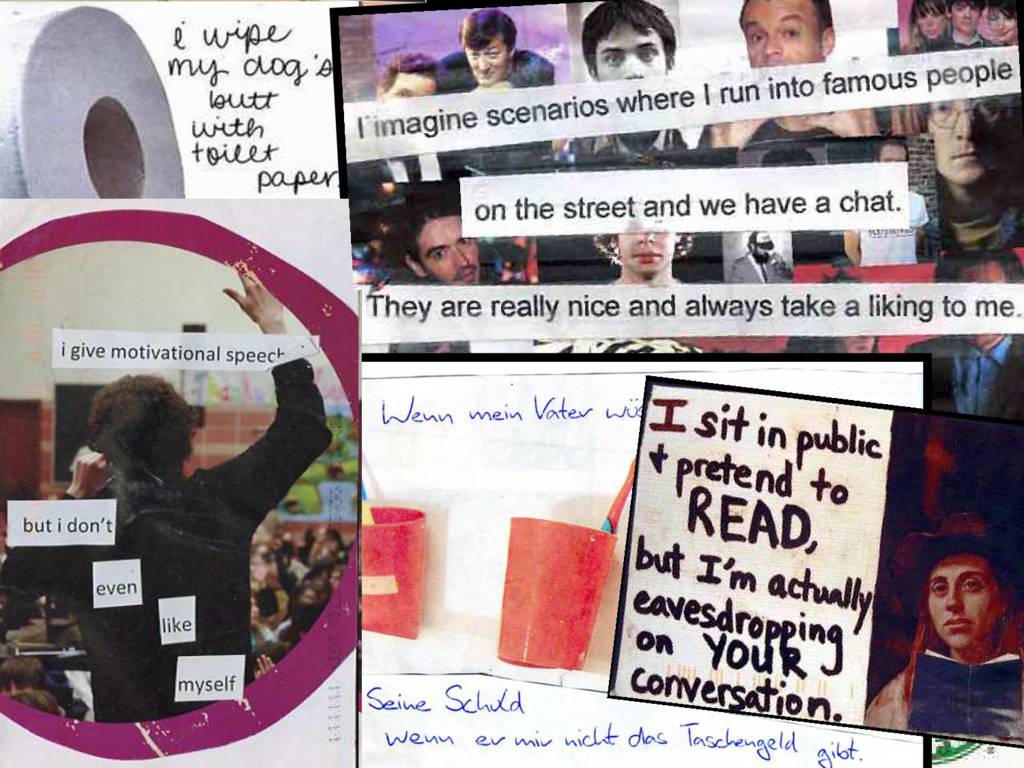 i wipe
my dog's
butt
with
toilet
paper
I imagine scenarios where I run into famous people
on the street and we have a chat.
They are really nice and always take a liking to me.
i give motivational speech
but i don't
even
like
myself
Wenn mein Vater wüs
Seine Schuld
wenn er mir nicht das Taschengeld gibt.
I sit in public
+ pretend to
READ,
but I'm actually
eavesdropping
on YOUR
conversation.